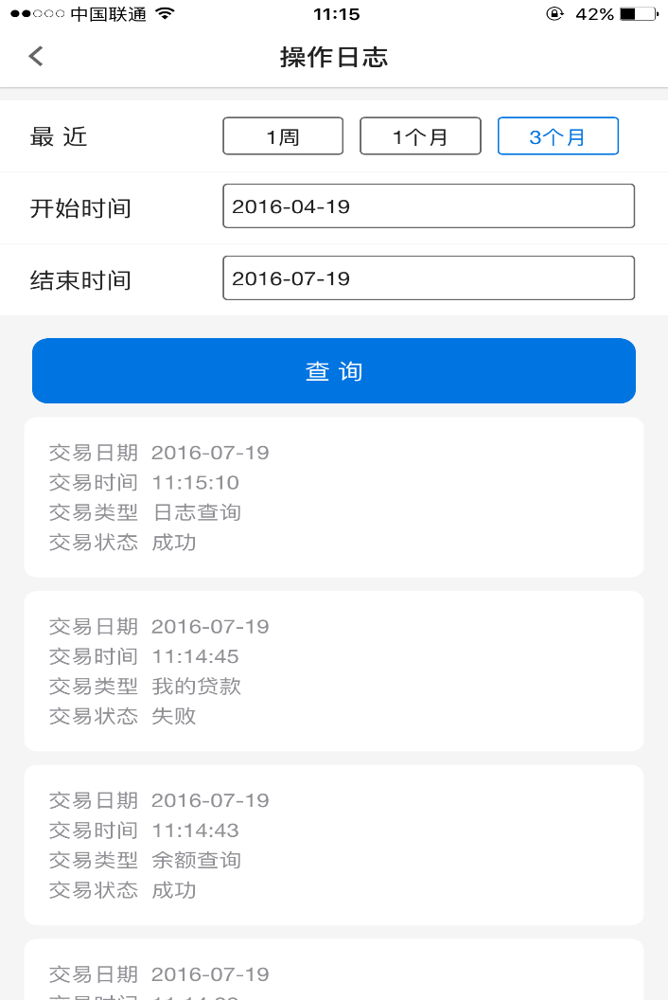 中国联通 11:15 42%
操作日志
最 近 1周 1个月 3个月
开始时间 2016-04-19
结束时间 2016-07-19
查 询
交易日期 2016-07-19
交易时间 11:15:10
交易类型 日志查询
交易状态 成功
交易日期 2016-07-19
交易时间 11:14:45
交易类型 我的贷款
交易状态 失败
交易日期 2016-07-19
交易时间 11:14:43
交易类型 余额查询
交易状态 成功
交易日期 2016-07-19